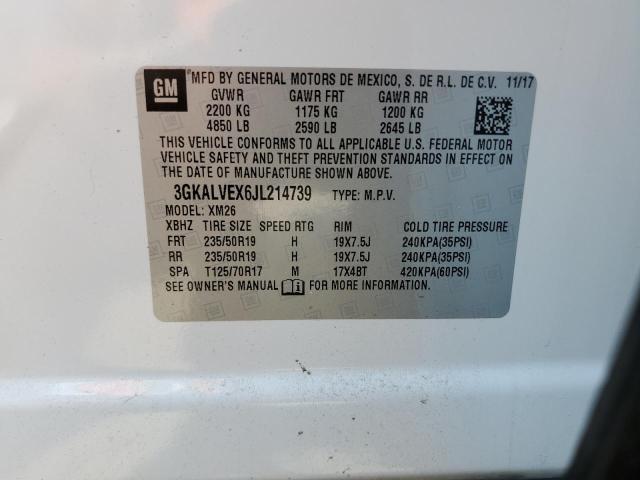 GM
MFD BY GENERAL MOTORS DE MEXICO, S. DE R.L. DE C.V. 11/17
GVWR GAWR FRT GAWR RR
2200 KG 1175 KG 1200 KG
4850 LB 2590 LB 2645 LB
THIS VEHICLE CONFORMS TO ALL APPLICABLE U.S. FEDERAL MOTOR
VEHICLE SAFETY AND THEFT PREVENTION STANDARDS IN EFFECT ON
THE DATE OF MANUFACTURE SHOWN ABOVE.
3GKALVEX6JL214739 TYPE: M.P.V.
MODEL: XM26
XBHZ TIRE SIZE SPEED RTG RIM COLD TIRE PRESSURE
FRT 235/50R19 H 19X7.5J 240KPA(35PSI)
RR 235/50R19 H 19X7.5J 240KPA(35PSI)
SPA T125/70R17 M 17X4BT 420KPA(60PSI)
SEE OWNER'S MANUAL FOR MORE INFORMATION.